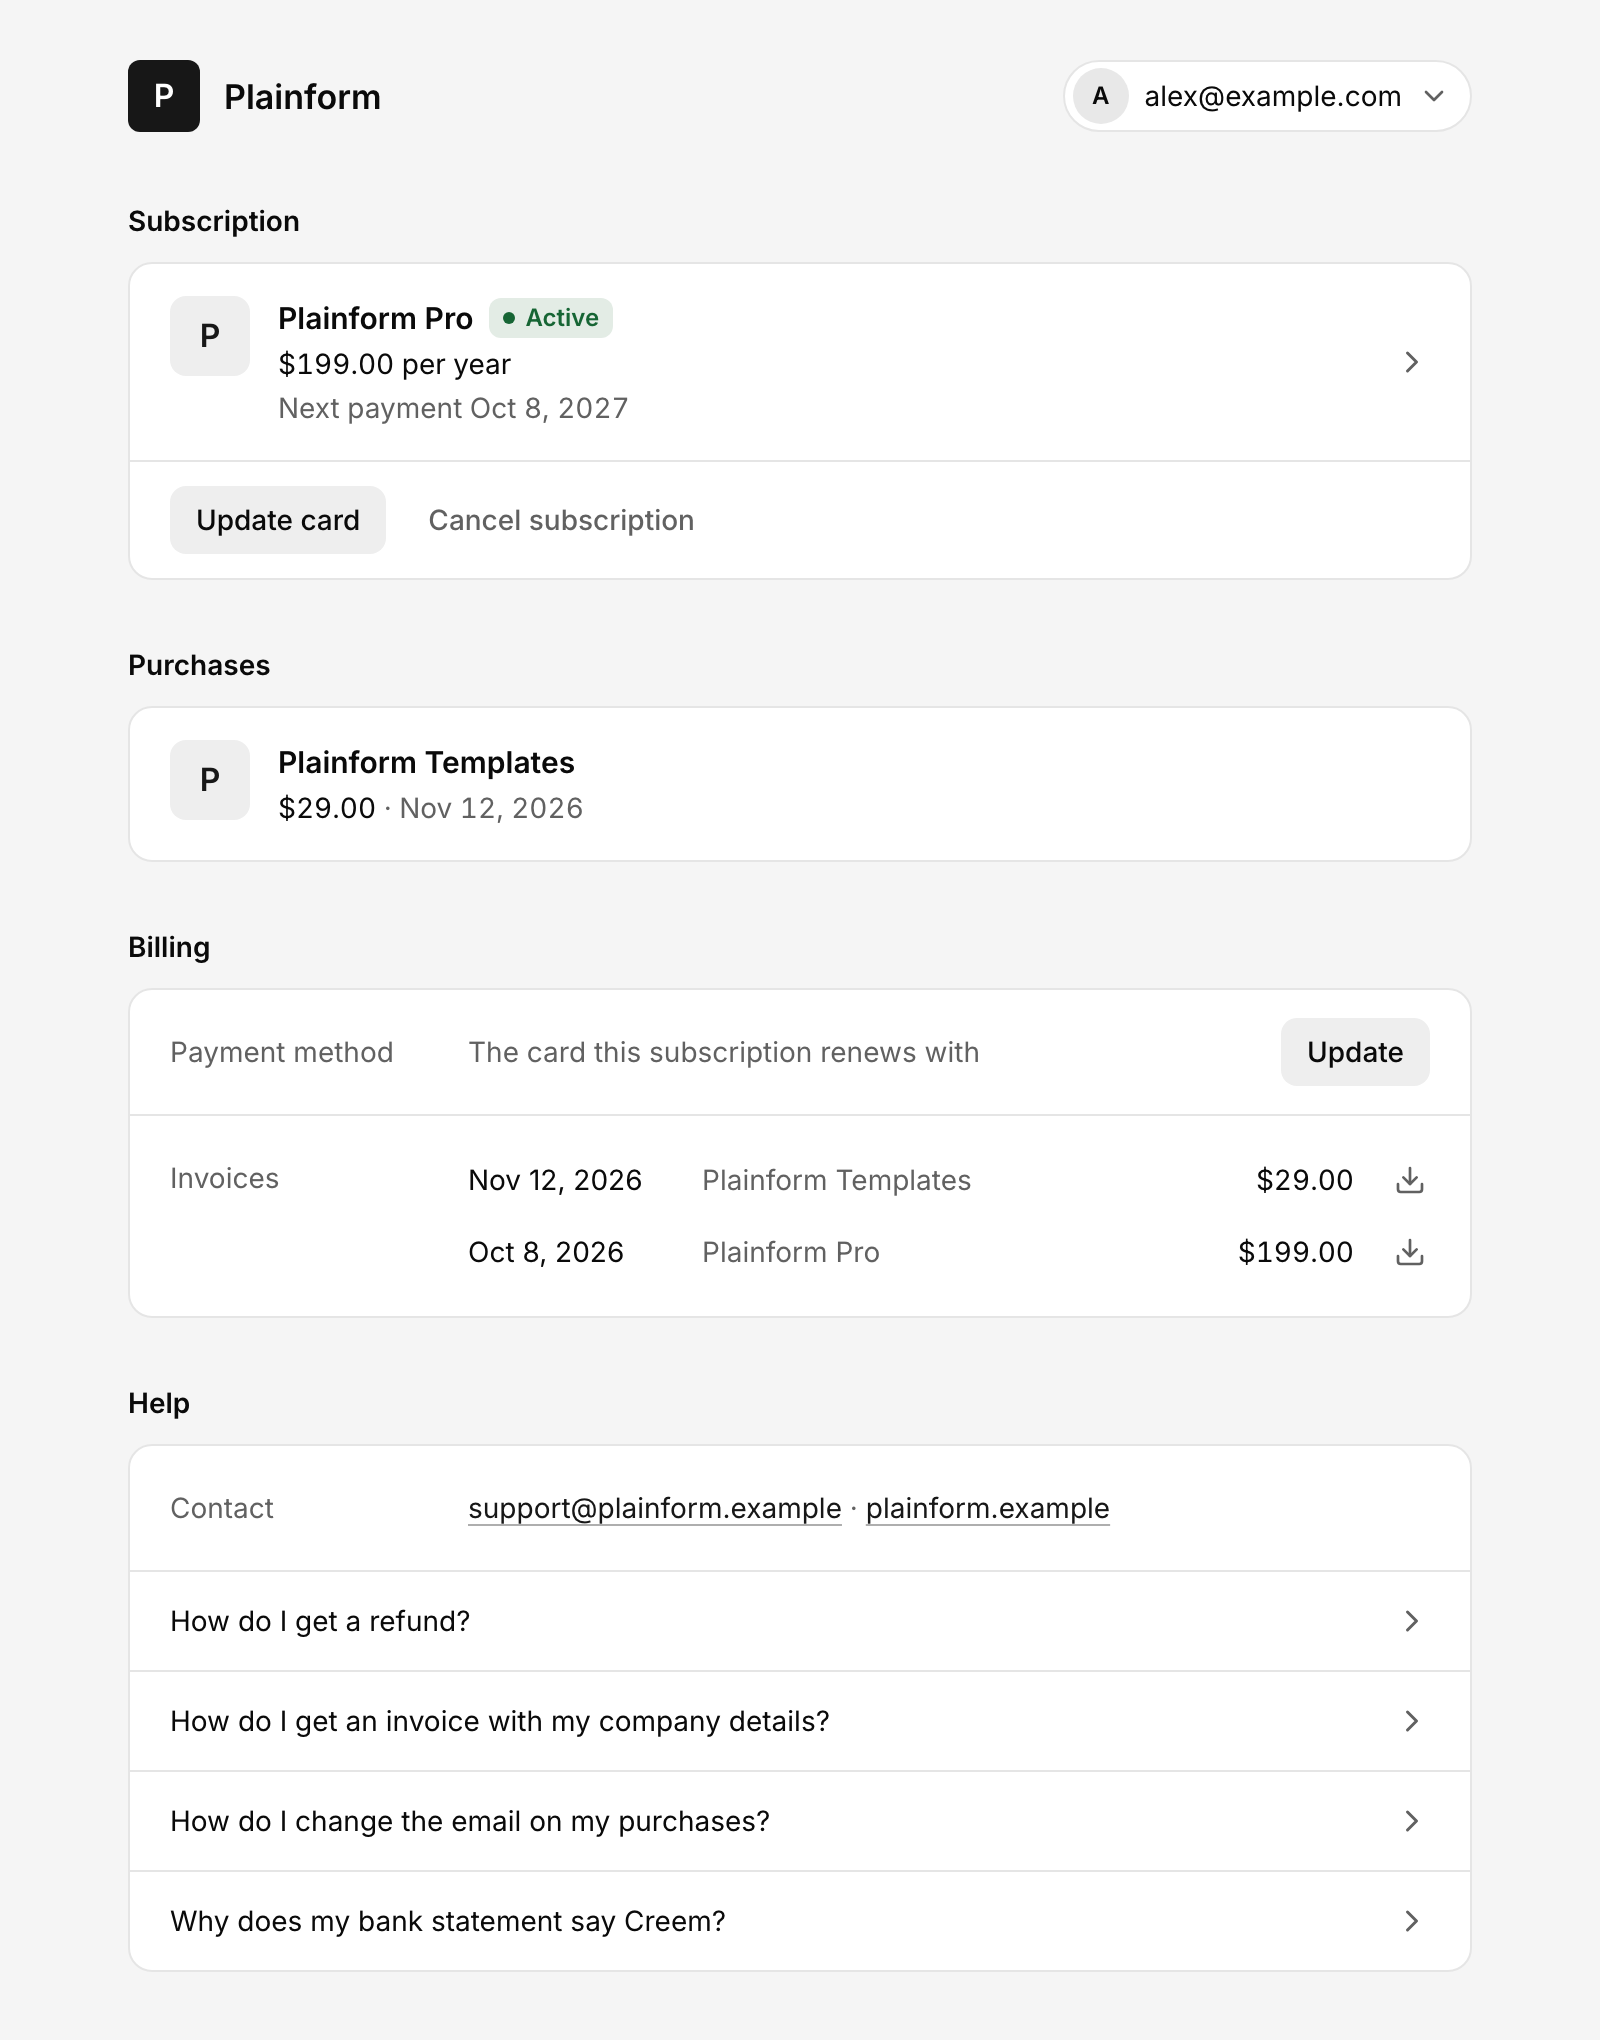 P Plainform
A alex@example.com
Subscription
P
Plainform Pro Active
$199.00 per year
Next payment Oct 8, 2027
Update card Cancel subscription
Purchases
P
Plainform Templates
$29.00 · Nov 12, 2026
Billing
Payment method The card this subscription renews with Update
Invoices Nov 12, 2026 Plainform Templates $29.00
Oct 8, 2026 Plainform Pro $199.00
Help
Contact support@plainform.example · plainform.example
How do I get a refund?
How do I get an invoice with my company details?
How do I change the email on my purchases?
Why does my bank statement say Creem?